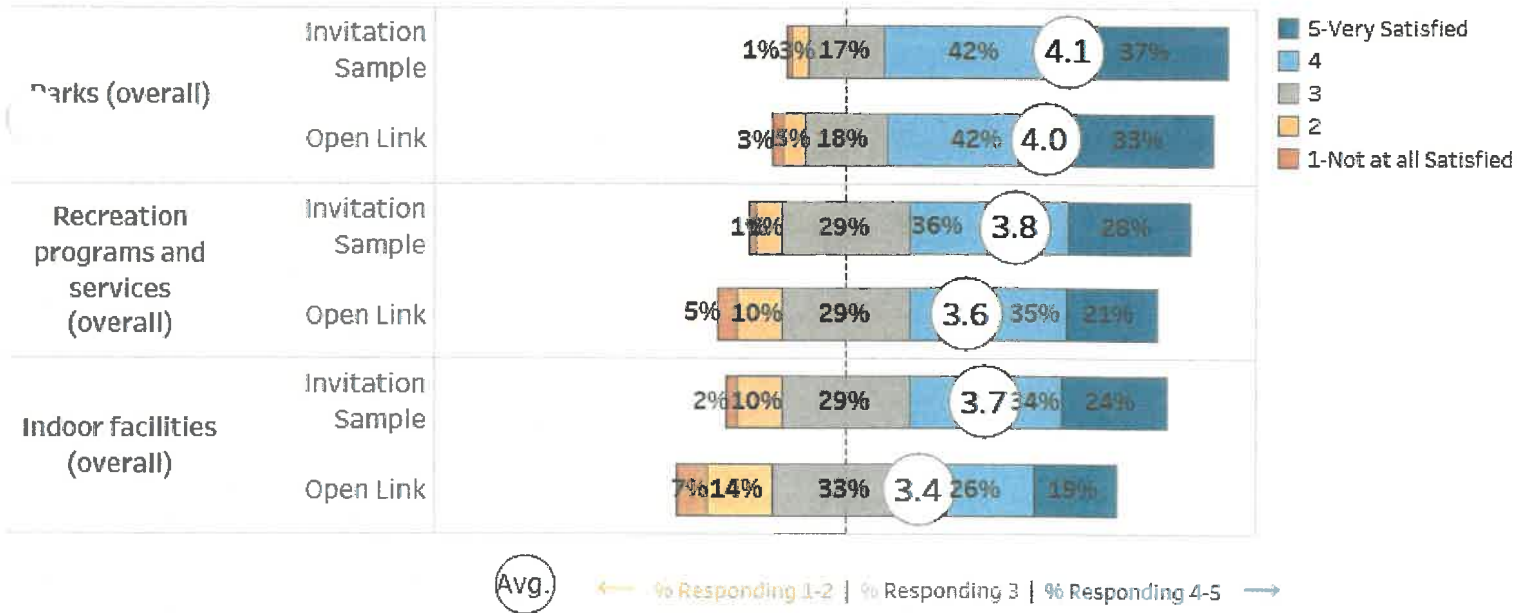 Parks (overall)
Invitation
Sample
1% 3% 17% 42% 4.1 37%
Open Link
3% 5% 18% 42% 4.0 33%
Recreation
programs and
services
(overall)
Invitation
Sample
1% 29% 36% 3.8 28%
Open Link
5% 10% 29% 3.6 35% 21%
Indoor facilities
(overall)
Invitation
Sample
2% 10% 29% 3.7 34% 24%
Open Link
7% 14% 33% 3.4 26% 19%
5-Very Satisfied
4
3
2
1-Not at all Satisfied
Avg. ← % Responding 1-2 | % Responding 3 | % Responding 4-5 →